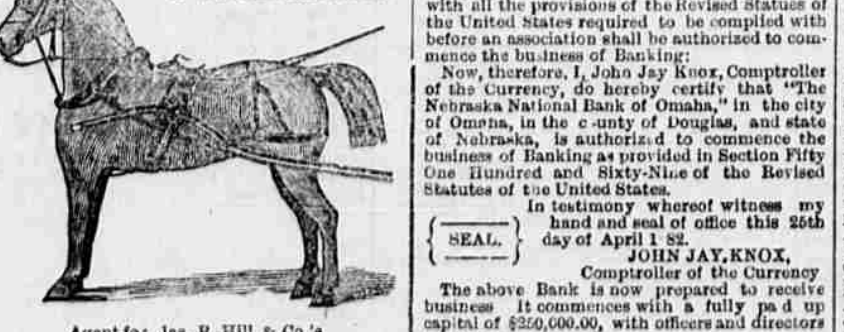 with all the provisions of the Revised Statues of
the United States required to be complied with
before an association shall be authorized to com-
mence the business of Banking:
Now, therefore, I, John Jay Knox, Comptroller
of the Currency, do hereby certify that "The
Nebraska National Bank of Omaha," in the city
of Omaha, in the c unty of Douglas, and state
of Nebraska, is authorized to commence the
business of Banking as provided in Section Fifty
One Hundred and Sixty-Nine of the Revised
Statutes of the United States.
In testimony whereof witness my
hand and seal of office this 25th
SEAL. day of April 1 82.
JOHN JAY.KNOX,
Comptroller of the Currency
The above Bank is now prepared to receive
business It commences with a fully pa d up
capital of $250,000.00, with officers and directors
Agent for Jas. R. Hill & Co.'s